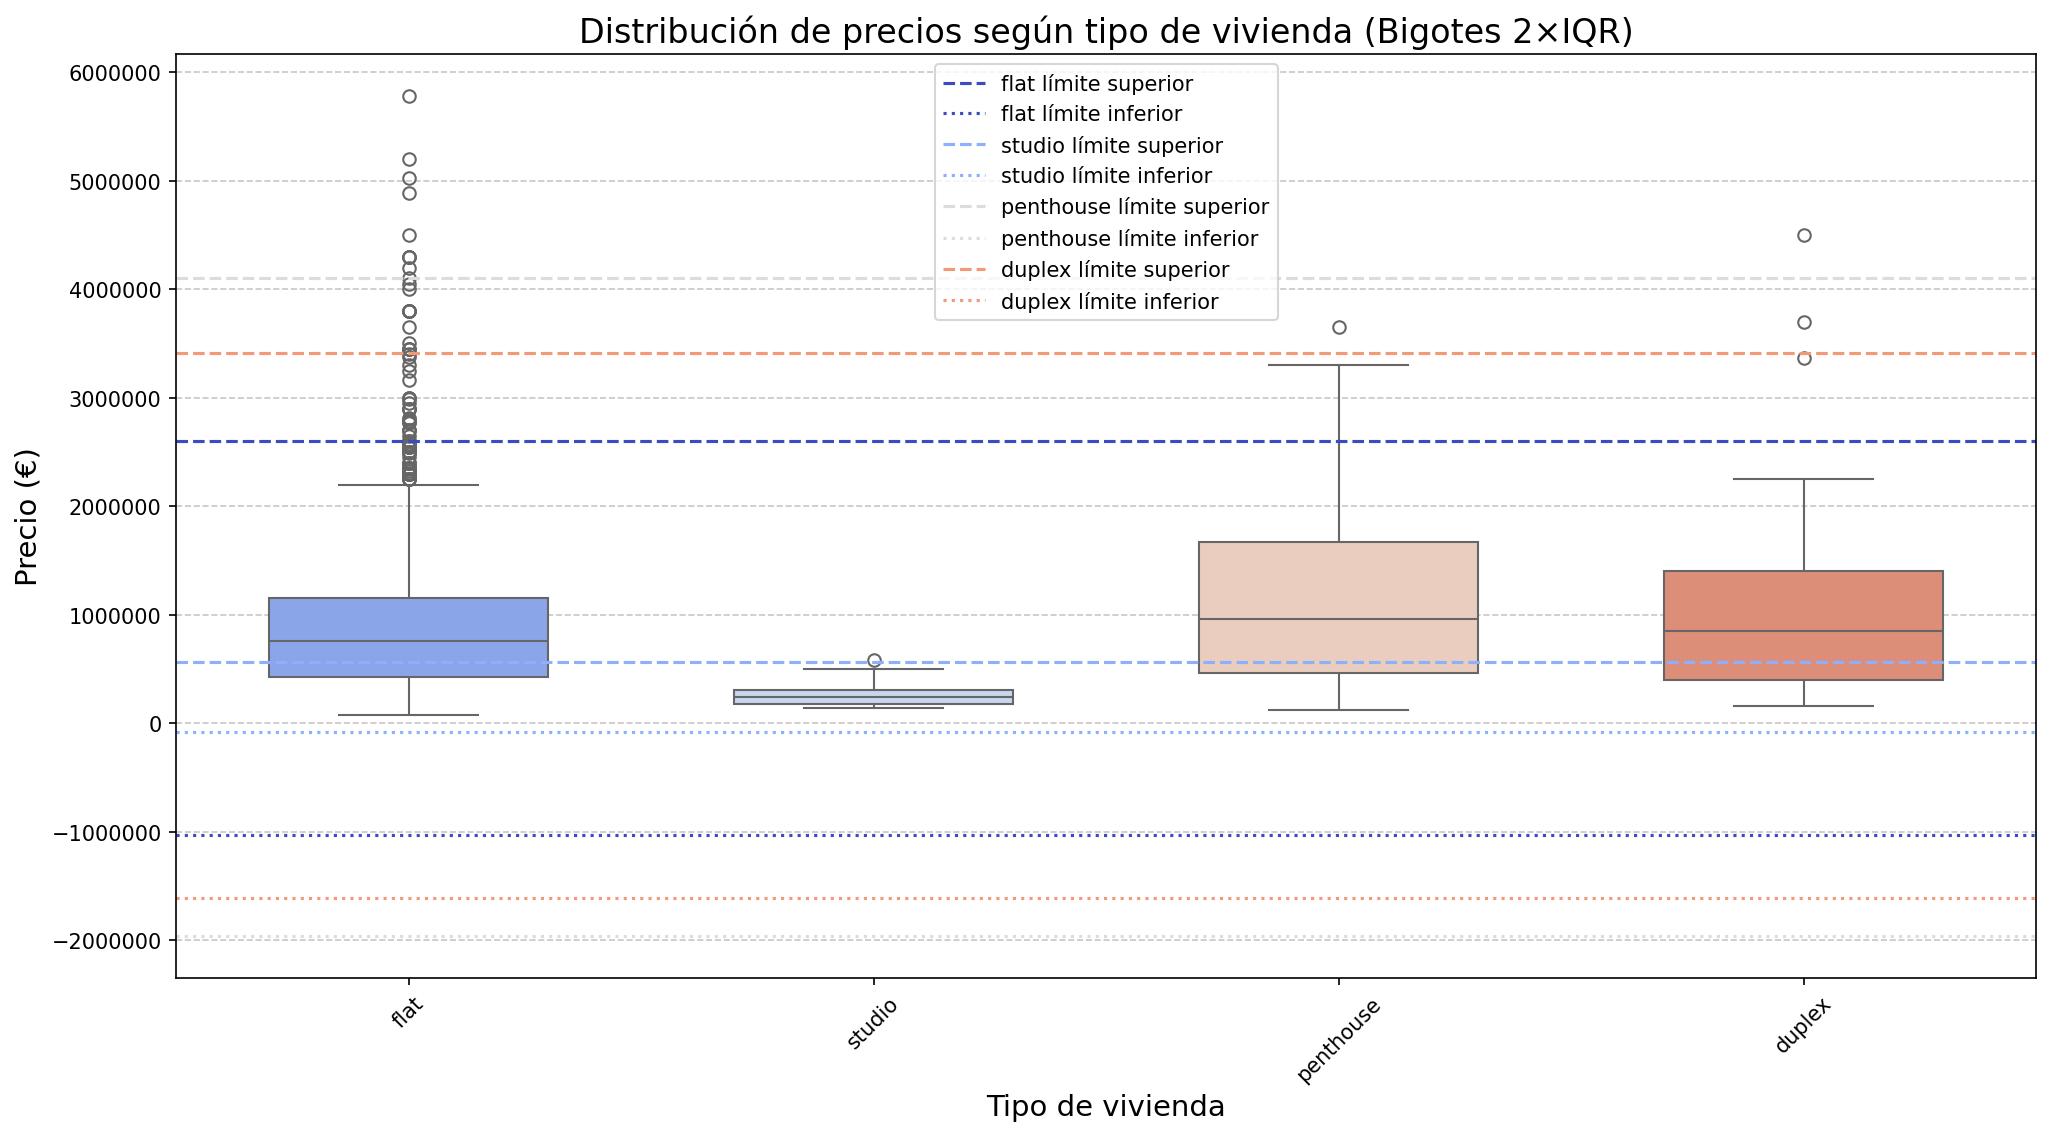 Distribución de precios según tipo de vivienda (Bigotes 2×IQR)
flat límite superior
flat límite inferior
studio límite superior
studio límite inferior
penthouse límite superior
penthouse límite inferior
duplex límite superior
duplex límite inferior
Precio (€)
6000000
5000000
4000000
3000000
2000000
1000000
0
−1000000
−2000000
flat
studio
penthouse
duplex
Tipo de vivienda